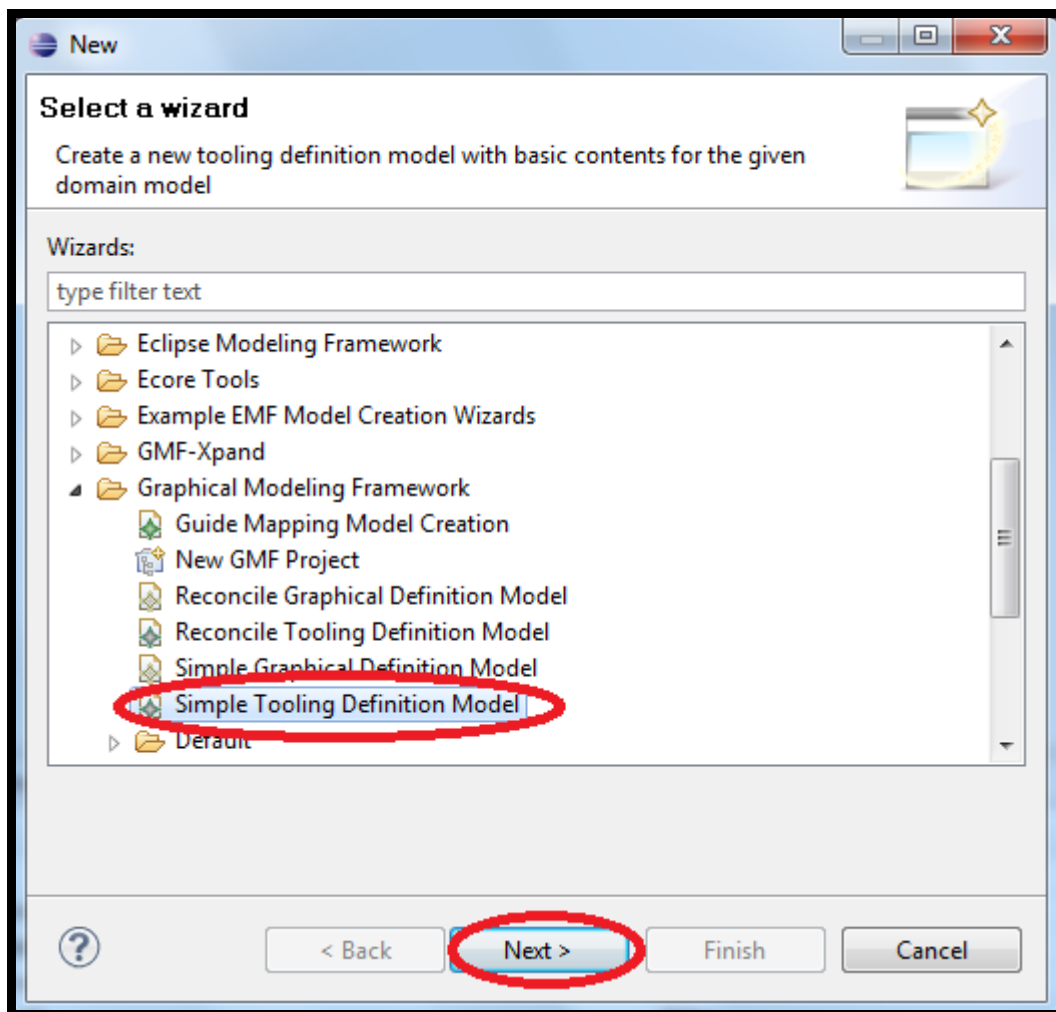 New
Select a wizard
Create a new tooling definition model with basic contents for the given
domain model
Wizards:
type filter text
Eclipse Modeling Framework
Ecore Tools
Example EMF Model Creation Wizards
GMF-Xpand
Graphical Modeling Framework
Guide Mapping Model Creation
New GMF Project
Reconcile Graphical Definition Model
Reconcile Tooling Definition Model
Simple Graphical Definition Model
Simple Tooling Definition Model
Default
?
< Back
Next >
Finish
Cancel